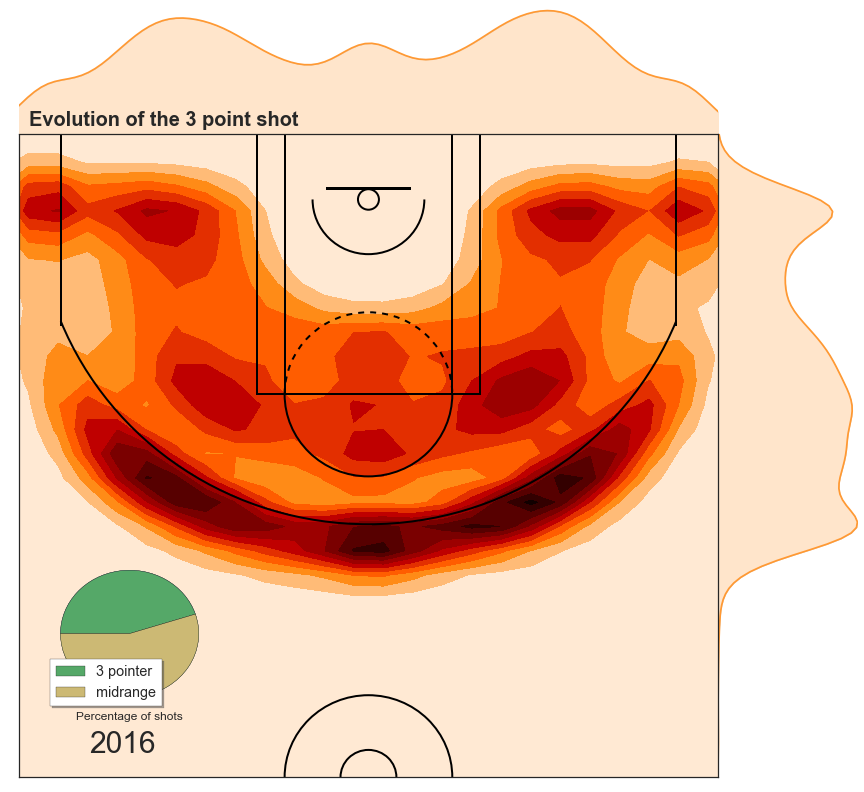 Evolution of the 3 point shot
3 pointer
midrange
Percentage of shots
2016